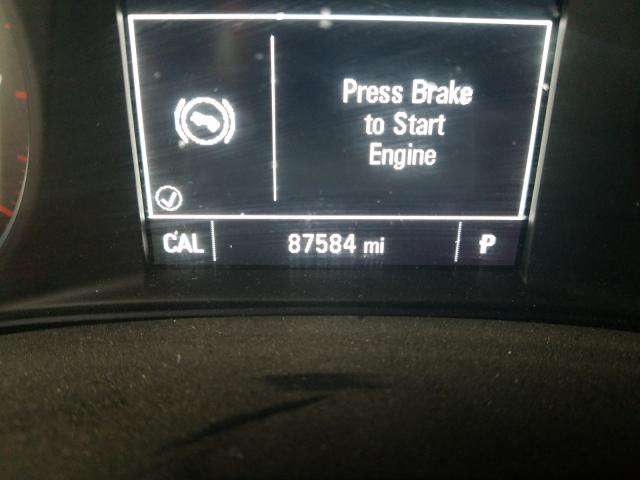 Press Brake
to Start
Engine
CAL 87584 mi P